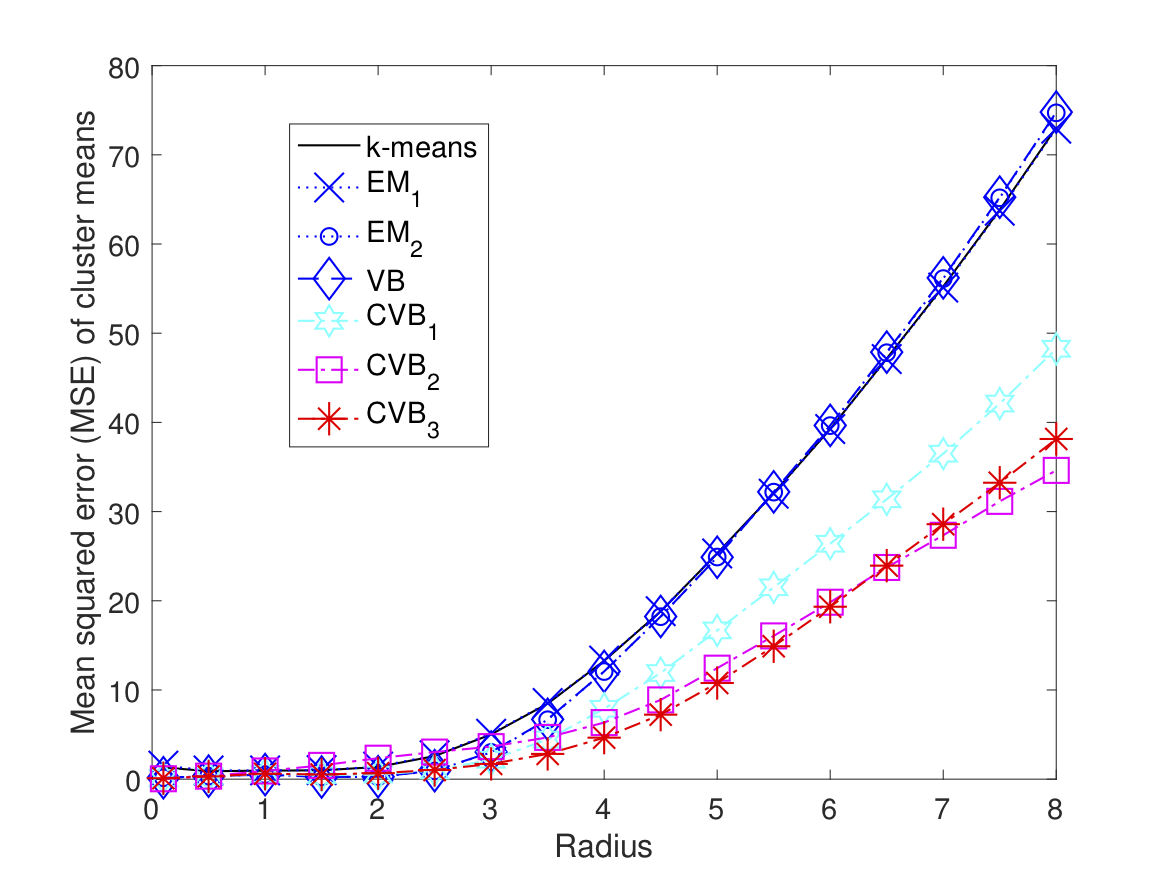 80
70
60
50
40
30
20
10
0
Mean squared error (MSE) of cluster means
k-means
EM1
EM2
VB
CVB1
CVB2
CVB3
0 1 2 3 4 5 6 7 8
Radius